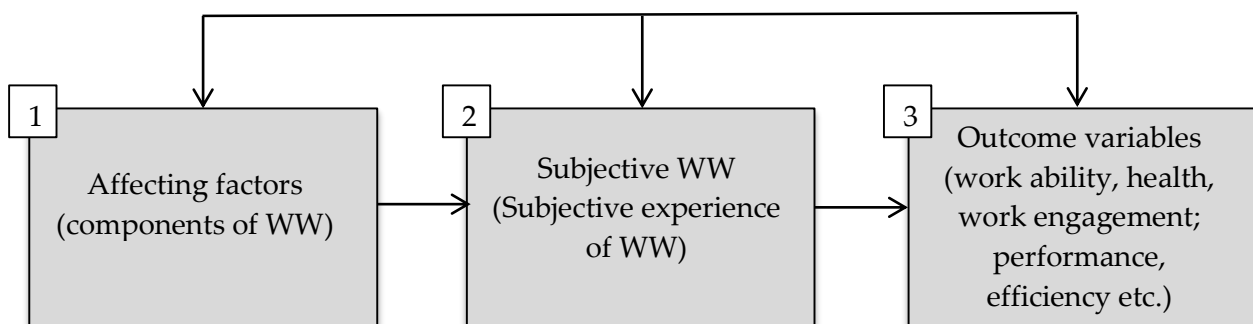 1
Affecting factors
(components of WW)
2
Subjective WW
(Subjective experience
of WW)
3
Outcome variables
(work ability, health,
work engagement;
performance,
efficiency etc.)